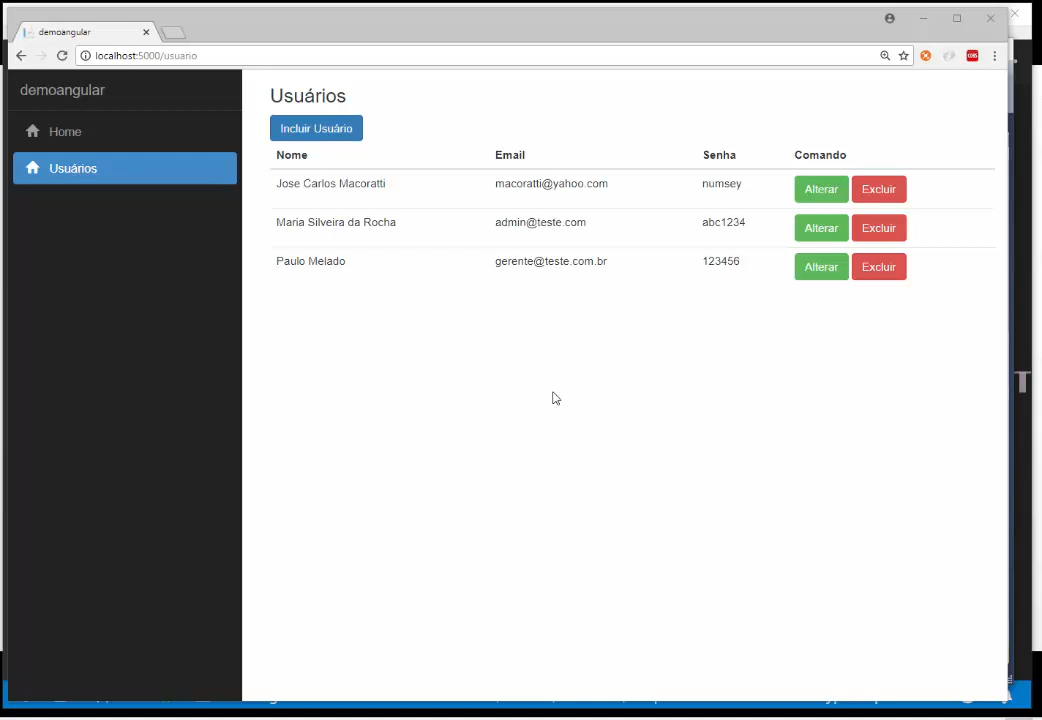 demoangular
localhost:5000/usuario
demoangular
Home
Usuários
Usuários
Incluir Usuário
Nome Email Senha Comando
Jose Carlos Macoratti macoratti@yahoo.com numsey Alterar Excluir
Maria Silveira da Rocha admin@teste.com abc1234 Alterar Excluir
Paulo Melado gerente@teste.com.br 123456 Alterar Excluir
T